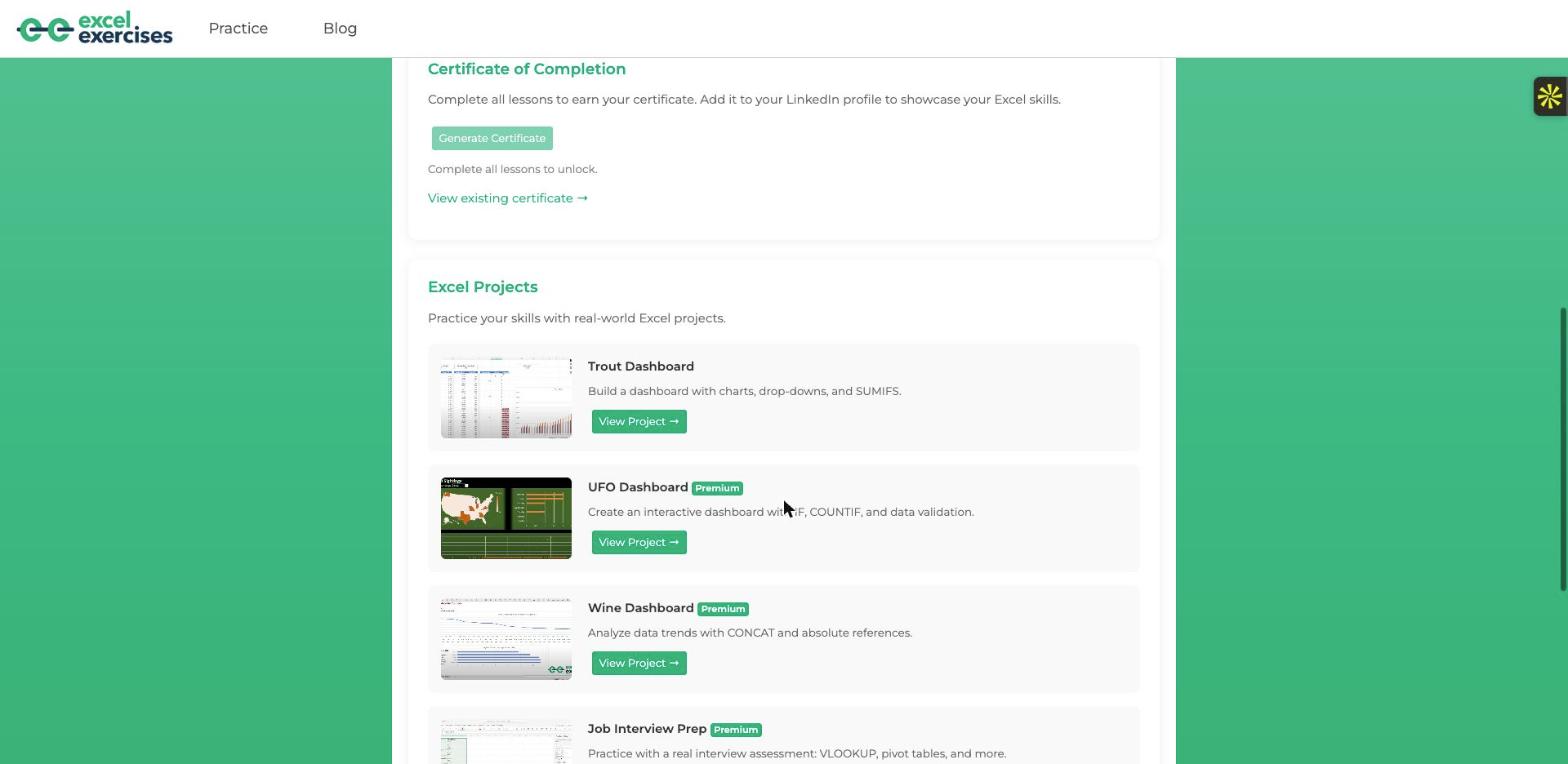 excel
exercises
Practice
Blog
Certificate of Completion
Complete all lessons to earn your certificate. Add it to your LinkedIn profile to showcase your Excel skills.
Generate Certificate
Complete all lessons to unlock.
View existing certificate →
Excel Projects
Practice your skills with real-world Excel projects.
Trout Dashboard
Build a dashboard with charts, drop-downs, and SUMIFS.
View Project →
UFO Dashboard Premium
Create an interactive dashboard with IF, COUNTIF, and data validation.
View Project →
Wine Dashboard Premium
Analyze data trends with CONCAT and absolute references.
View Project →
Job Interview Prep Premium
Practice with a real interview assessment: VLOOKUP, pivot tables, and more.